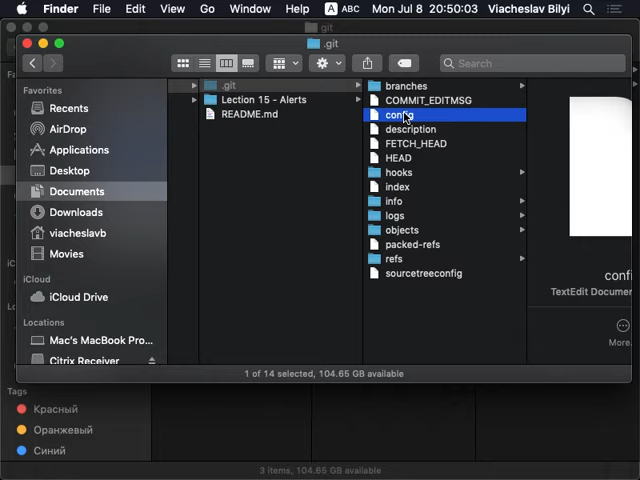 Finder File Edit View Go Window Help A ABC Mon Jul 8 20:50:03 Viacheslav Bilyi
git
.git
Search
Favorites
Recents
AirDrop
Applications
Desktop
Documents
Downloads
viacheslavb
Movies
iCloud
iCloud Drive
Locations
Mac's MacBook Pro...
Citrix Receiver
.git
Lection 15 - Alerts
README.md
branches
COMMIT_EDITMSG
config
description
FETCH_HEAD
HEAD
hooks
index
info
logs
objects
packed-refs
refs
sourcetreeconfig
confi
TextEdit Documen
More
1 of 14 selected, 104.65 GB available
Tags
Красный
Оранжевый
Синий
3 items, 104.65 GB available